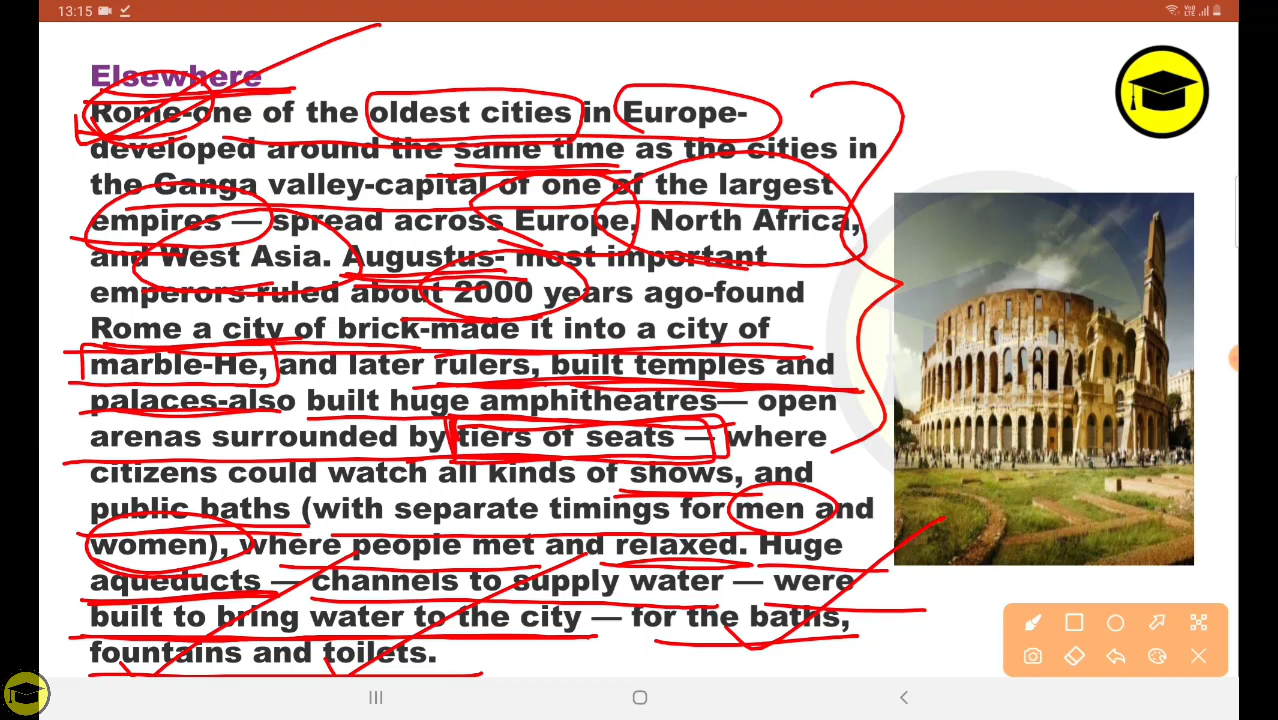 13:15
Vo)) LTE
Elsewhere
Rome-one of the oldest cities in Europe-
developed around the same time as the cities in
the Ganga valley-capital of one of the largest
empires — spread across Europe, North Africa,
and West Asia. Augustus- most important
emperors-ruled about 2000 years ago-found
Rome a city of brick-made it into a city of
marble-He, and later rulers, built temples and
palaces-also built huge amphitheatres— open
arenas surrounded by tiers of seats — where
citizens could watch all kinds of shows, and
public baths (with separate timings for men and
women), where people met and relaxed. Huge
aqueducts — channels to supply water — were
built to bring water to the city — for the baths,
fountains and toilets.